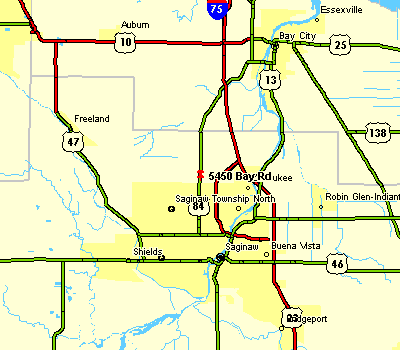 75
Essexville
Auburn
10
Bay City
25
13
Freeland
47
138
5450 Bay Rd
ukee
Saginaw Township North
84
Robin Glen-Indiant
Shields
Saginaw
Buena Vista
46
23
dgeport